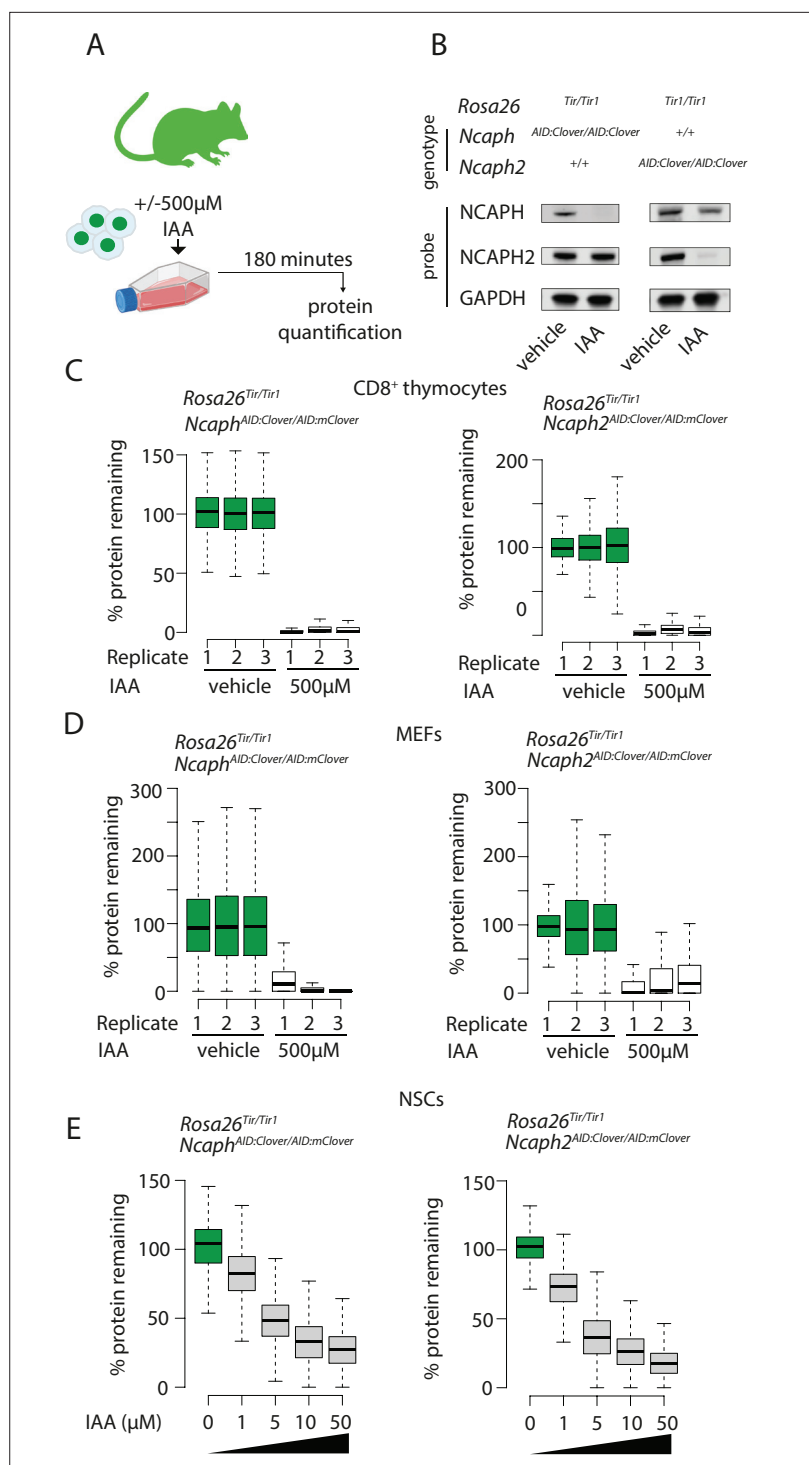 A
+/-500µM
IAA
180 minutes
protein
quantification
B
genotype
Rosa26 Tir/Tir1 Tir1/Tir1
Ncaph AID:Clover/AID:Clover +/+
Ncaph2 +/+ AID:Clover/AID:Clover
probe
NCAPH
NCAPH2
GAPDH
vehicle IAA vehicle IAA
C
CD8+ thymocytes
Rosa26Tir/Tir1
NcaphAID:Clover/AID:mClover
% protein remaining
150
100
50
0
Replicate 1 2 3 1 2 3
IAA vehicle 500µM
Rosa26Tir/Tir1
Ncaph2AID:Clover/AID:mClover
% protein remaining
200
100
0
Replicate 1 2 3 1 2 3
IAA vehicle 500µM
D
MEFs
Rosa26Tir/Tir1
NcaphAID:Clover/AID:mClover
% protein remaining
300
200
100
0
Replicate 1 2 3 1 2 3
IAA vehicle 500µM
Rosa26Tir/Tir1
Ncaph2AID:Clover/AID:mClover
% protein remaining
300
200
100
0
Replicate 1 2 3 1 2 3
IAA vehicle 500µM
E
NSCs
Rosa26Tir/Tir1
NcaphAID:Clover/AID:mClover
% protein remaining
150
100
50
0
IAA (µM) 0 1 5 10 50
Rosa26Tir/Tir1
Ncaph2AID:Clover/AID:mClover
% protein remaining
150
100
50
0
0 1 5 10 50